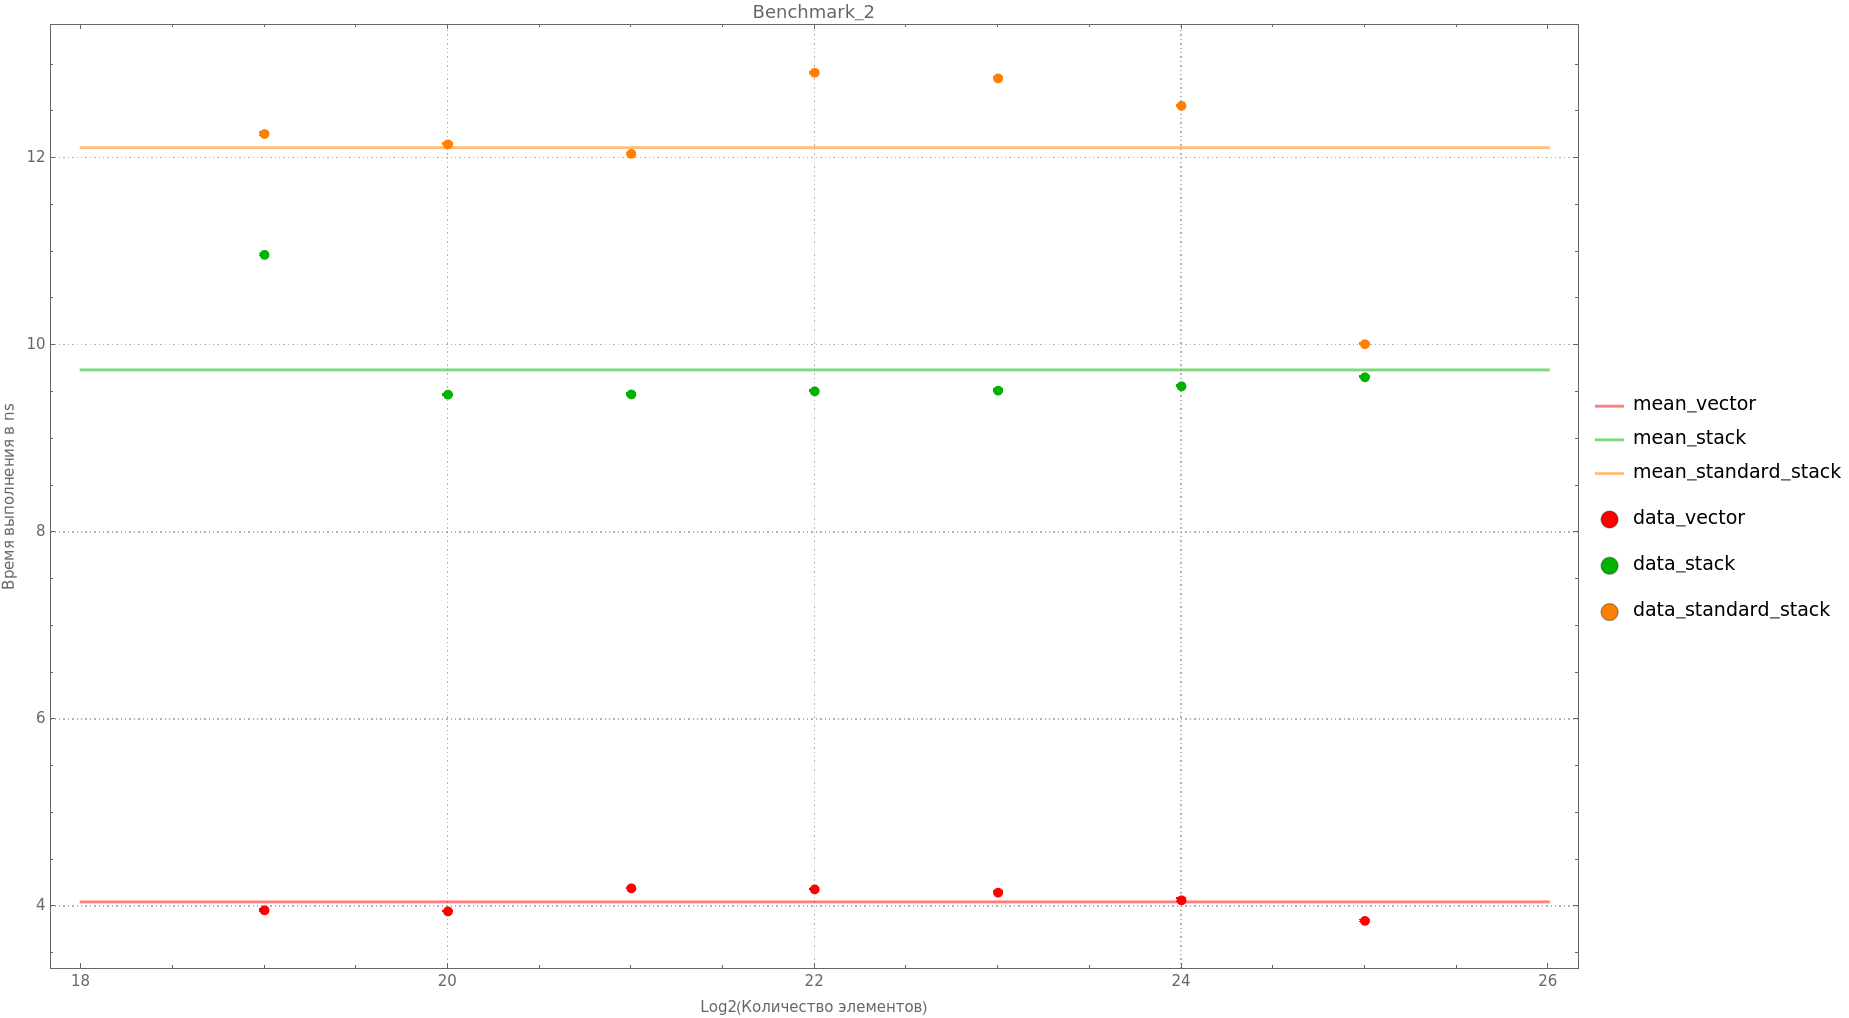 Benchmark_2
12
10
8
6
4
Время выполнения в ns
18 20 22 24 26
Log2(Количество элементов)
mean_vector
mean_stack
mean_standard_stack
data_vector
data_stack
data_standard_stack